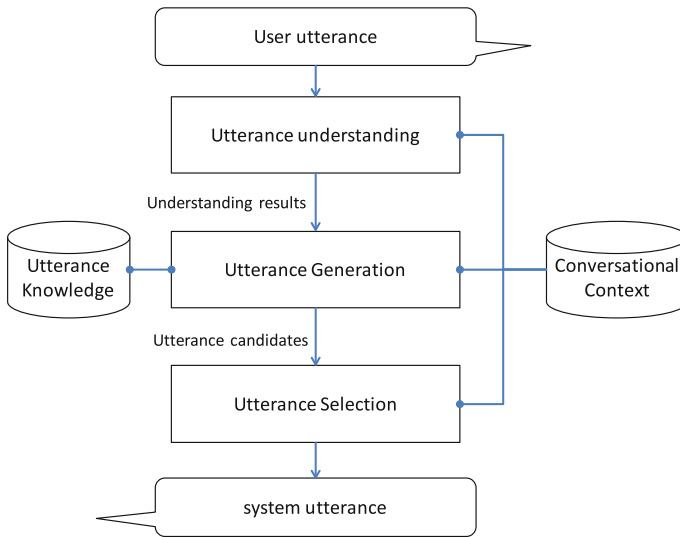 User utterance
Utterance understanding
Understanding results
Utterance
Knowledge
Utterance Generation
Conversational
Context
Utterance candidates
Utterance Selection
system utterance